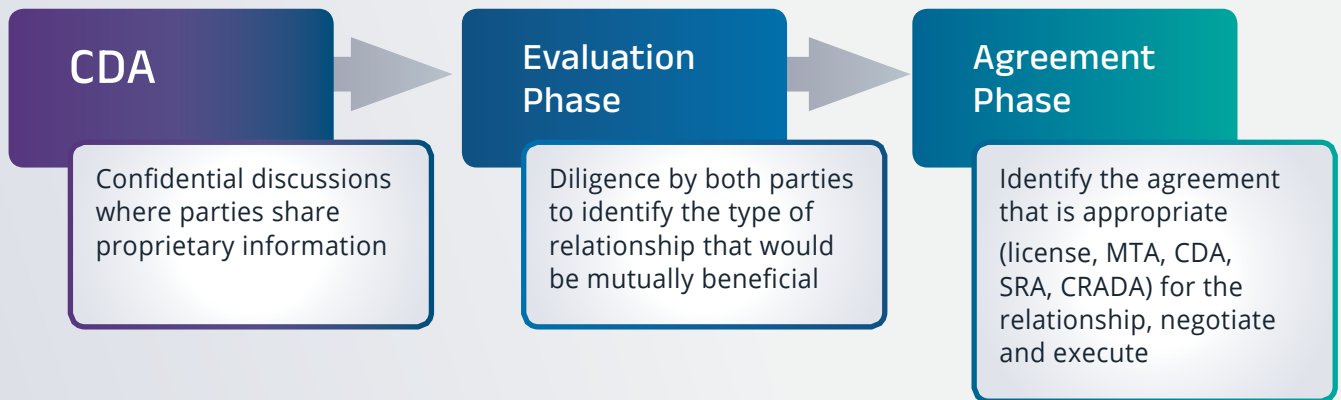 CDA
Confidential discussions
where parties share
proprietary information
Evaluation
Phase
Diligence by both parties
to identify the type of
relationship that would
be mutually beneficial
Agreement
Phase
Identify the agreement
that is appropriate
(license, MTA, CDA,
SRA, CRADA) for the
relationship, negotiate
and execute